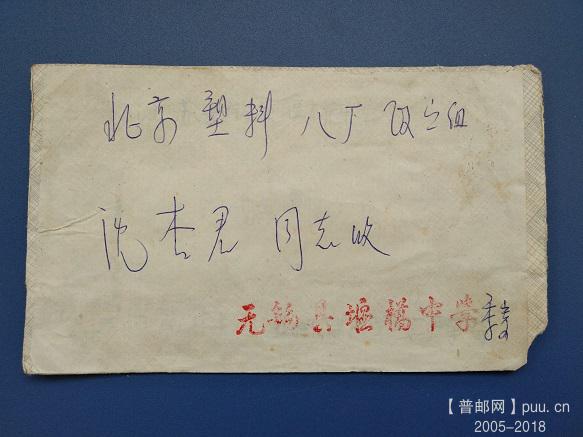 北京塑料八厂
沈杏君 同志收
无锡县堰桥中学
【普邮网】puu.cn
2005-2018